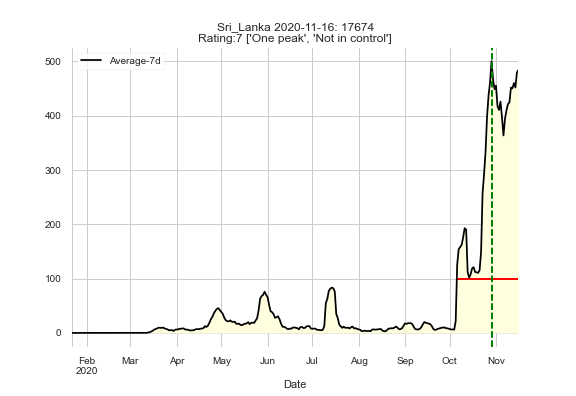 Sri_Lanka 2020-11-16: 17674
Rating:7 ['One peak', 'Not in control']
Average-7d
500
400
300
200
100
0
Feb Mar Apr May Jun Jul Aug Sep Oct Nov
2020
Date